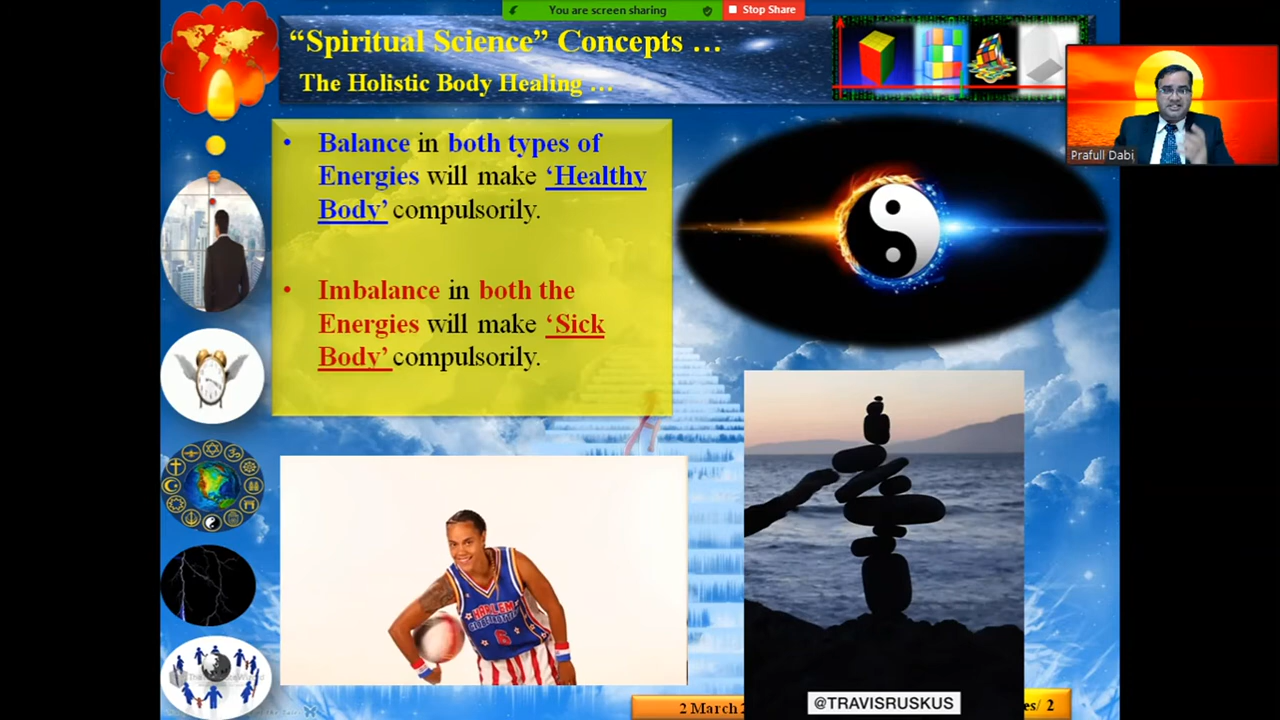 You are screen sharing
Stop Share
“Spiritual Science” Concepts …
The Holistic Body Healing …
Prafull Dabi
• Balance in both types of
Energies will make ‘Healthy
Body’ compulsorily.
• Imbalance in both the
Energies will make ‘Sick
Body’ compulsorily.
HARLEM
6
@TRAVISRUSKUS
2 March
es/ 2